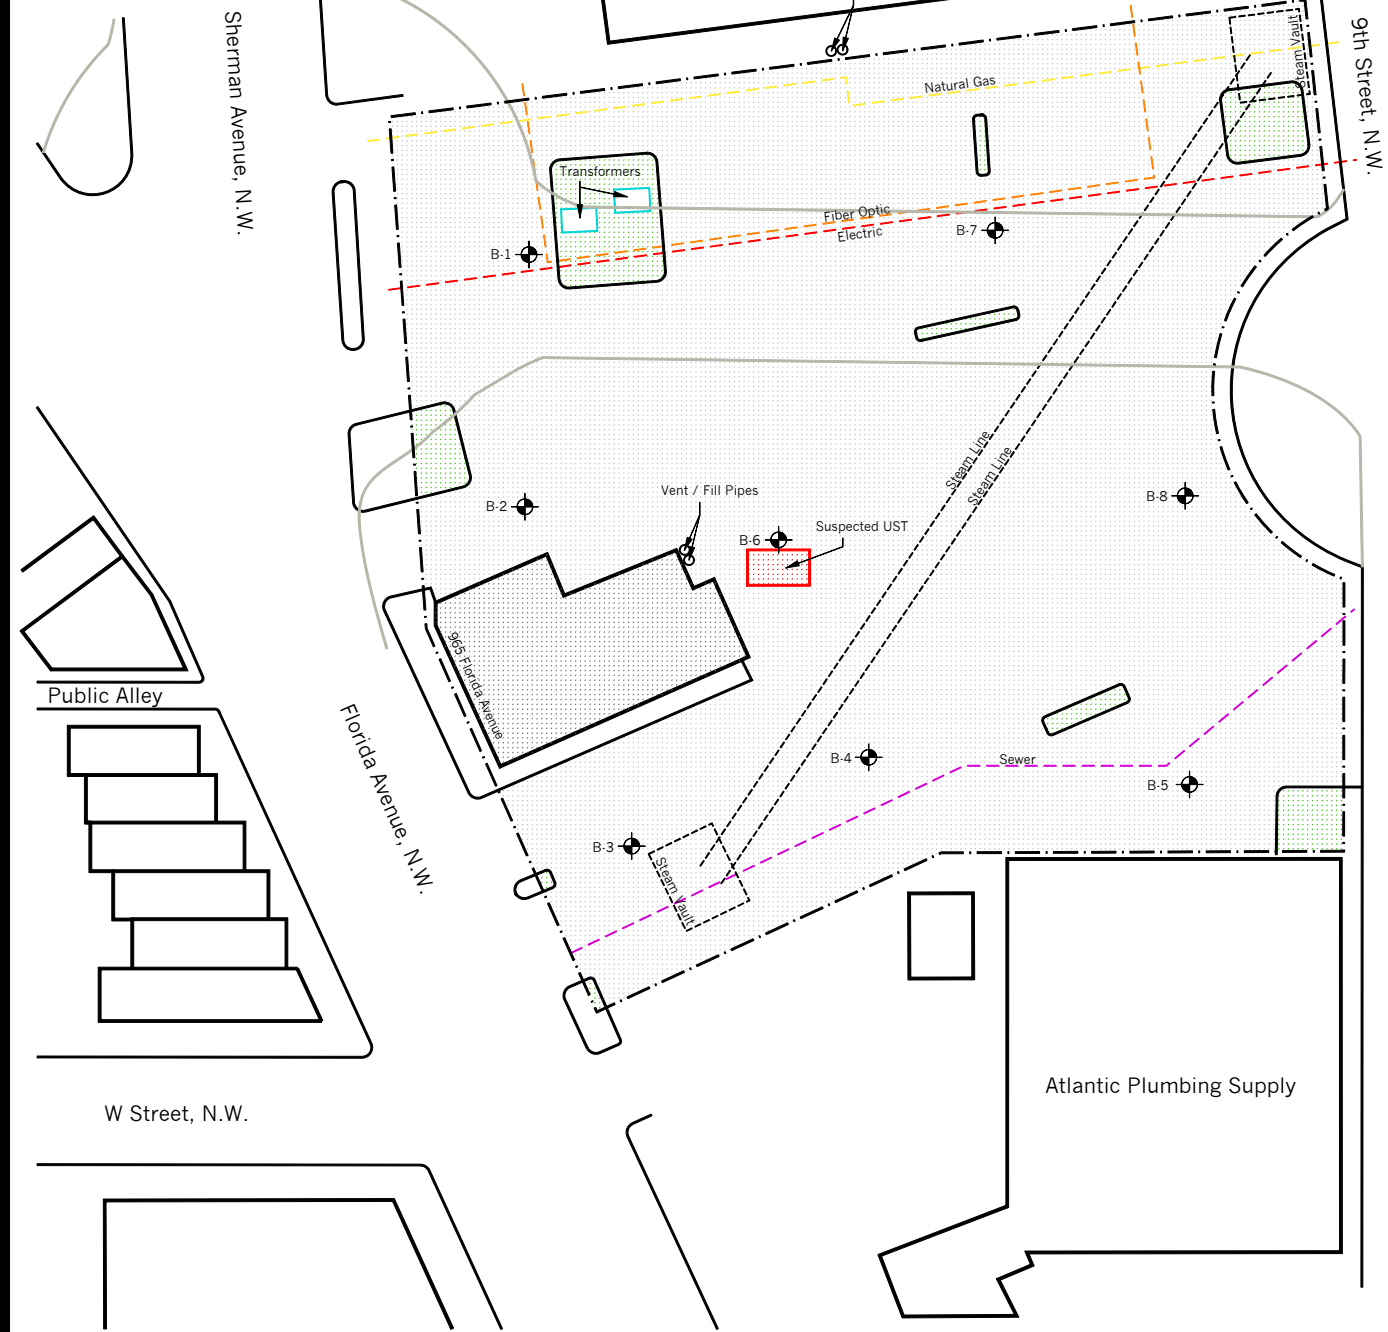 Sherman Avenue, N.W.
9th Street, N.W.
Steam Vault
Natural Gas
Transformers
Fiber Optic
Electric
B-7
B-1
Steam Line
Steam Line
Vent / Fill Pipes
B-8
B-2
Suspected UST
B-6
965 Florida Avenue
Public Alley
Florida Avenue, N.W.
B-4
Sewer
B-5
B-3
Steam Vault
Atlantic Plumbing Supply
W Street, N.W.